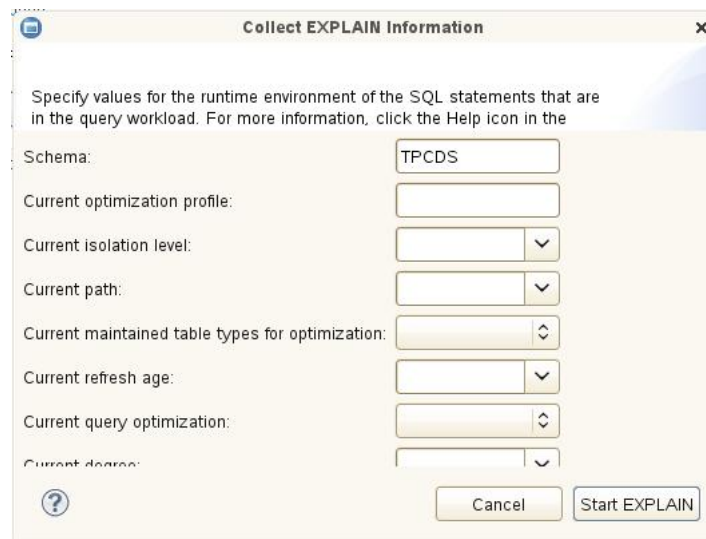 Collect EXPLAIN Information
Specify values for the runtime environment of the SQL statements that are
in the query workload. For more information, click the Help icon in the
Schema:
TPCDS
Current optimization profile:
Current isolation level:
Current path:
Current maintained table types for optimization:
Current refresh age:
Current query optimization:
Current degree:
Cancel
Start EXPLAIN